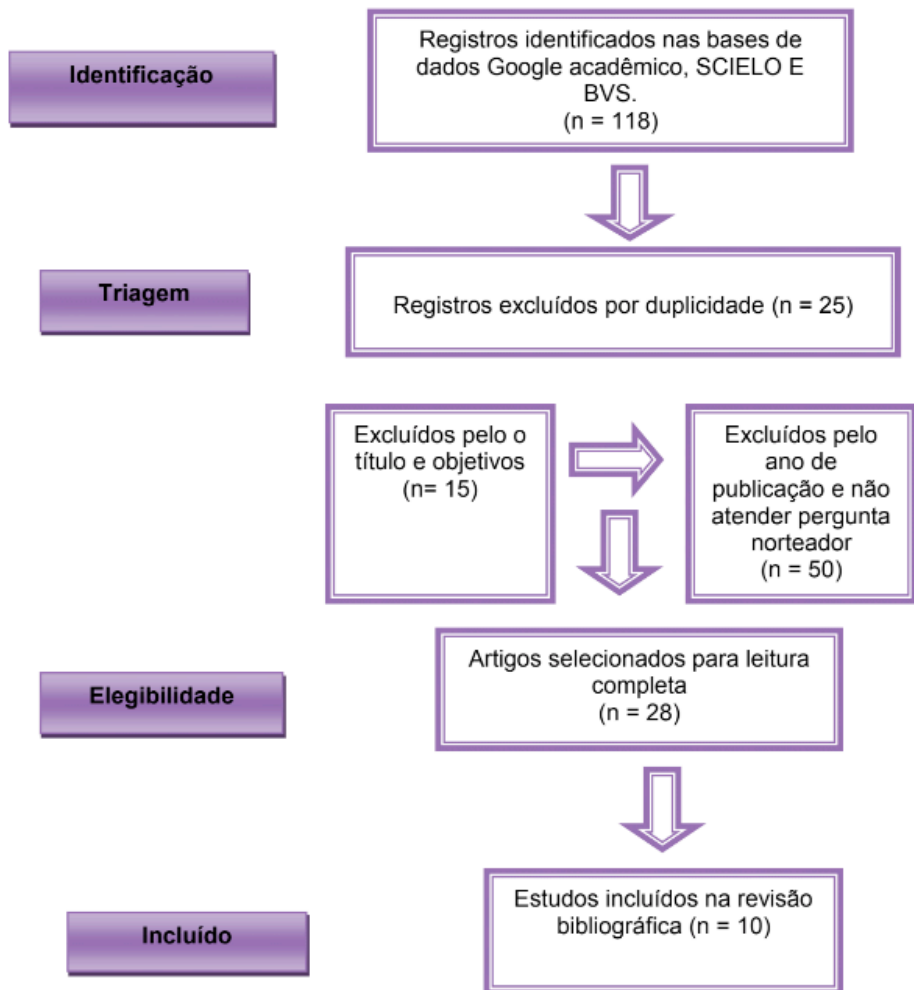 Identificação
Registros identificados nas bases de
dados Google acadêmico, SCIELO E
BVS.
(n = 118)
Triagem
Registros excluídos por duplicidade (n = 25)
Excluídos pelo o
título e objetivos
(n= 15)
Excluídos pelo
ano de
publicação e não
atender pergunta
norteador
(n = 50)
Elegibilidade
Artigos selecionados para leitura
completa
(n = 28)
Incluído
Estudos incluídos na revisão
bibliográfica (n = 10)